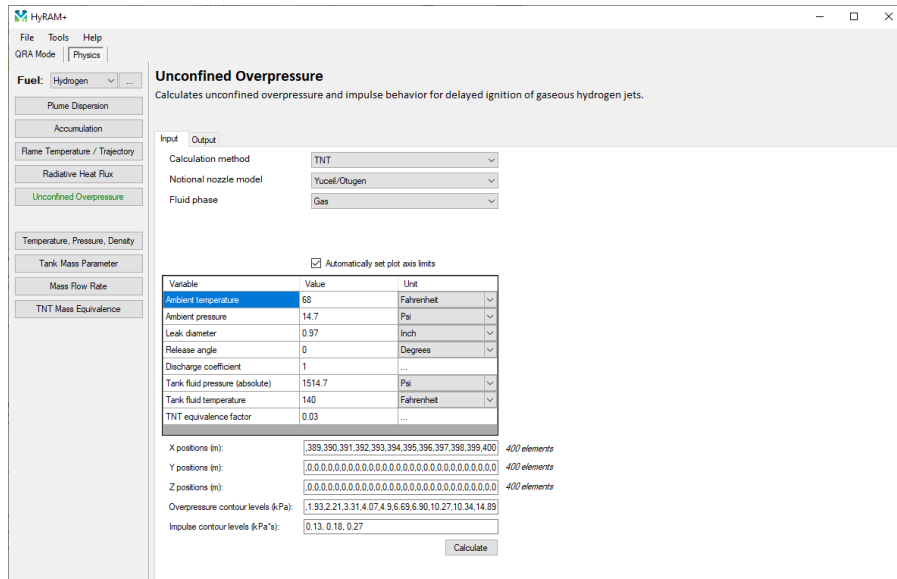 HyRAM+
File Tools Help
QRA Mode Physics
Fuel: Hydrogen ...
Plume Dispersion
Accumulation
Flame Temperature / Trajectory
Radiative Heat Flux
Unconfined Overpressure
Temperature, Pressure, Density
Tank Mass Parameter
Mass Flow Rate
TNT Mass Equivalence
Unconfined Overpressure
Calculates unconfined overpressure and impulse behavior for delayed ignition of gaseous hydrogen jets.
Input Output
Calculation method TNT
Notional nozzle model Yuceil/Otugen
Fluid phase Gas
Automatically set plot axis limits
Variable Value Unit
Ambient temperature 68 Fahrenheit
Ambient pressure 14.7 Psi
Leak diameter 0.97 Inch
Release angle 0 Degrees
Discharge coefficient 1 ...
Tank fluid pressure (absolute) 1514.7 Psi
Tank fluid temperature 140 Fahrenheit
TNT equivalence factor 0.03 ...
X positions (m): ,389,390,391,392,393,394,395,396,397,398,399,400 400 elements
Y positions (m): ,0,0,0,0,0,0,0,0,0,0,0,0,0,0,0,0,0,0,0,0,0,0,0,0,0,0,0,0 400 elements
Z positions (m): ,0,0,0,0,0,0,0,0,0,0,0,0,0,0,0,0,0,0,0,0,0,0,0,0,0,0,0,0 400 elements
Overpressure contour levels (kPa): ,1.93,2.21,3.31,4.07,4.9,6.69,6.90,10.27,10.34,14.89
Impulse contour levels (kPa*s): 0.13, 0.18, 0.27
Calculate